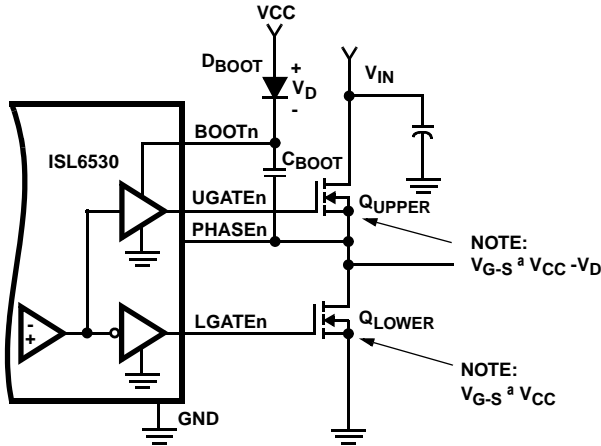 VCC
DBOOT
+
VD
-
VIN
BOOTn
ISL6530
CBOOT
UGATEn
QUPPER
PHASEn
NOTE:
VG-S ª VCC -VD
-
+
LGATEn
QLOWER
NOTE:
VG-S ª VCC
GND